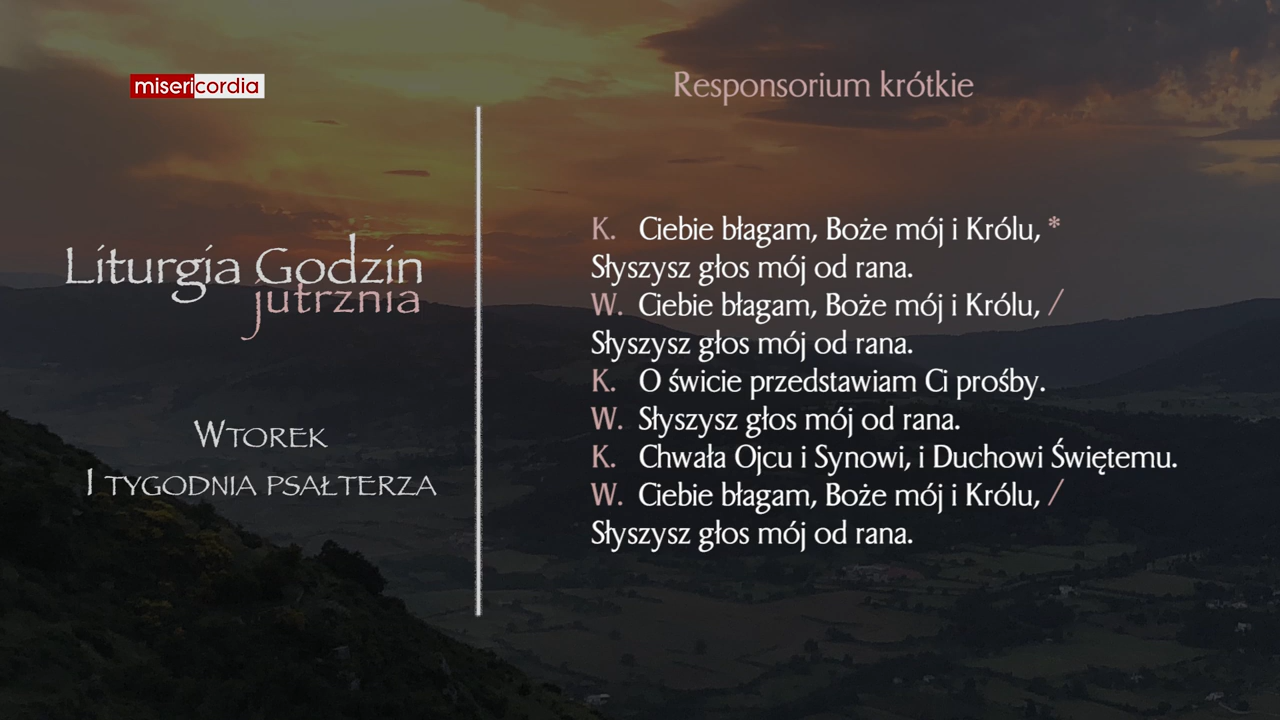 misericordia
Responsorium krótkie
Liturgia Godzin
jutrznia
Wtorek
I tygodnia psałterza
K. Ciebie błagam, Boże mój i Królu, *
Słyszysz głos mój od rana.
W. Ciebie błagam, Boże mój i Królu, /
Słyszysz głos mój od rana.
K. O świcie przedstawiam Ci prośby.
W. Słyszysz głos mój od rana.
K. Chwała Ojcu i Synowi, i Duchowi Świętemu.
W. Ciebie błagam, Boże mój i Królu, /
Słyszysz głos mój od rana.